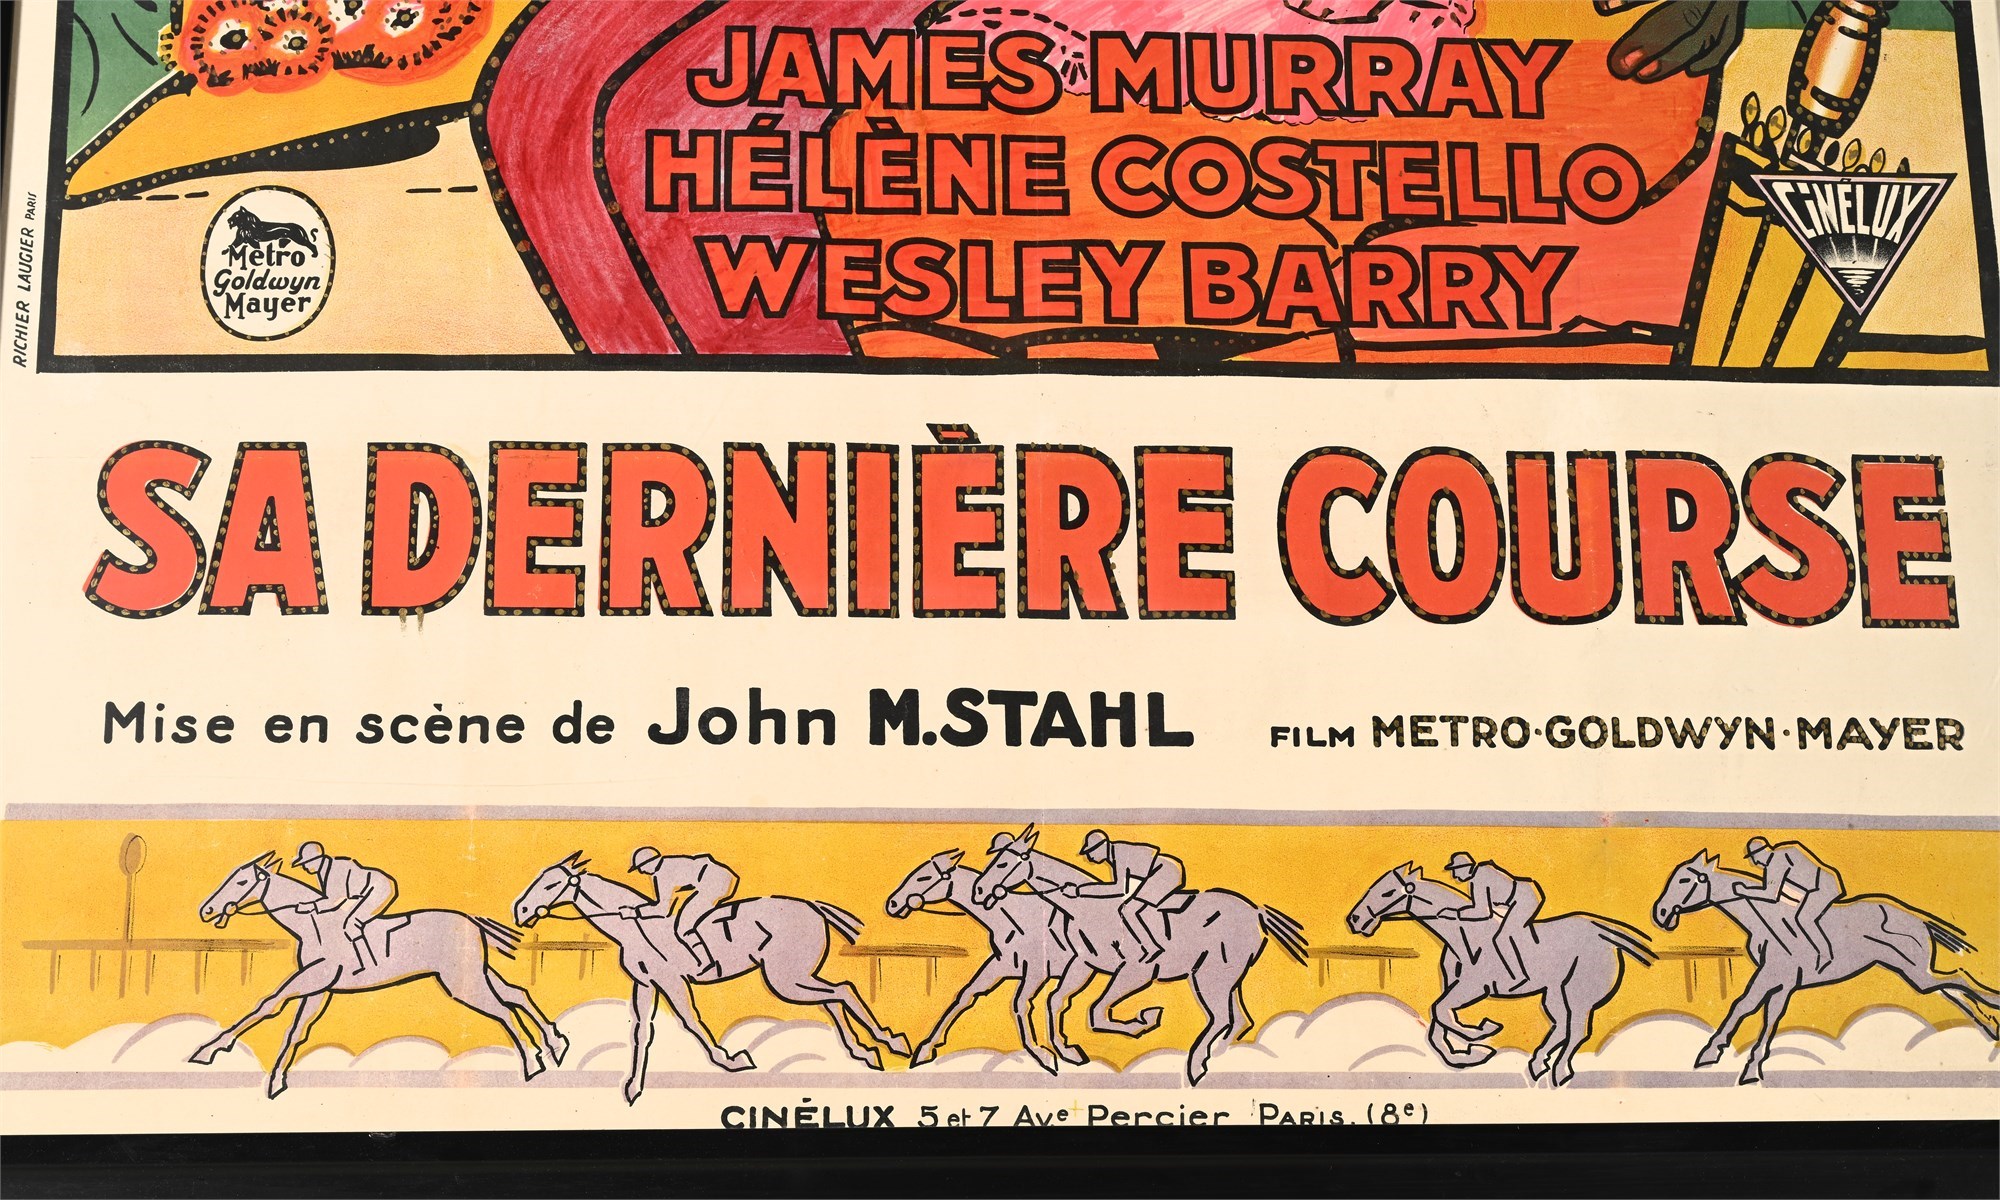 JAMES MURRAY
HÉLÈNE COSTELLO
WESLEY BARRY
CINÉLUX
Metro
Goldwyn
Mayer
RICHIER LAUGIER PARIS
SA DERNIÈRE COURSE
Mise en scène de John M. STAHL
FILM METRO·GOLDWYN·MAYER
CINÉLUX 5 et 7 Ave Percier PARIS. (8e)